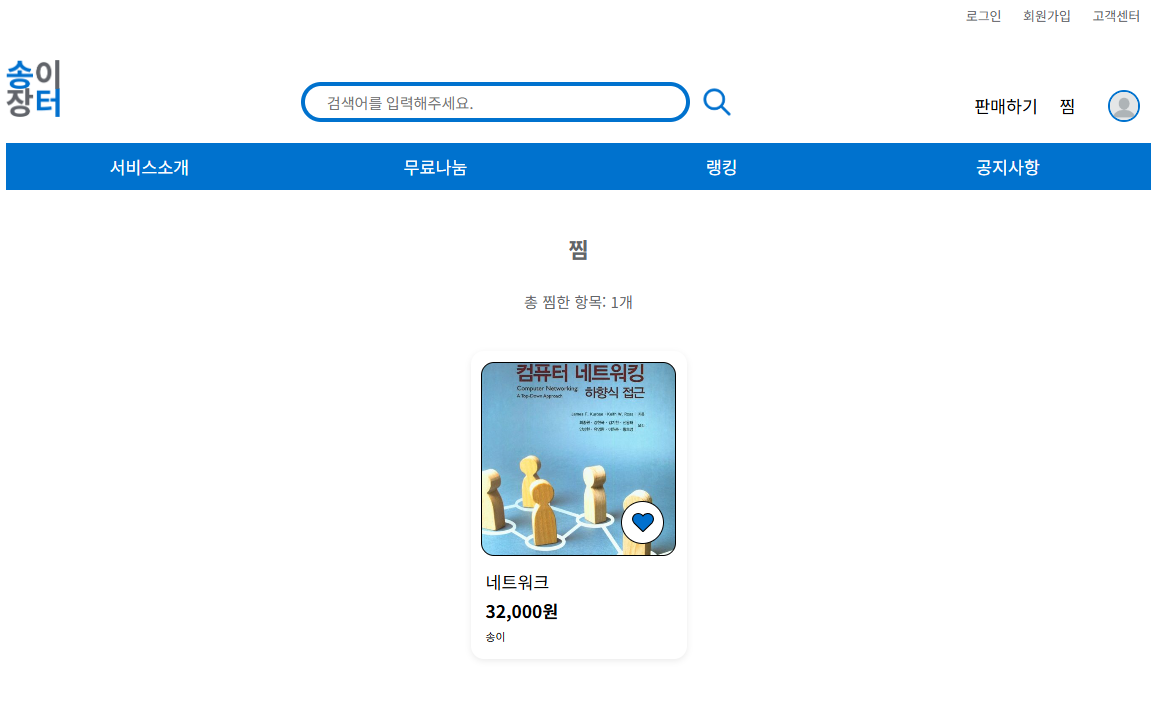 로그인 회원가입 고객센터
송이
장터
검색어를 입력해주세요.
판매하기 찜
서비스소개 무료나눔 랭킹 공지사항
찜
총 찜한 항목: 1개
컴퓨터 네트워킹
Computer Networking
A Top-Down Approach
하향식 접근
James F. Kurose · Keith W. Ross
네트워크
32,000원
송이